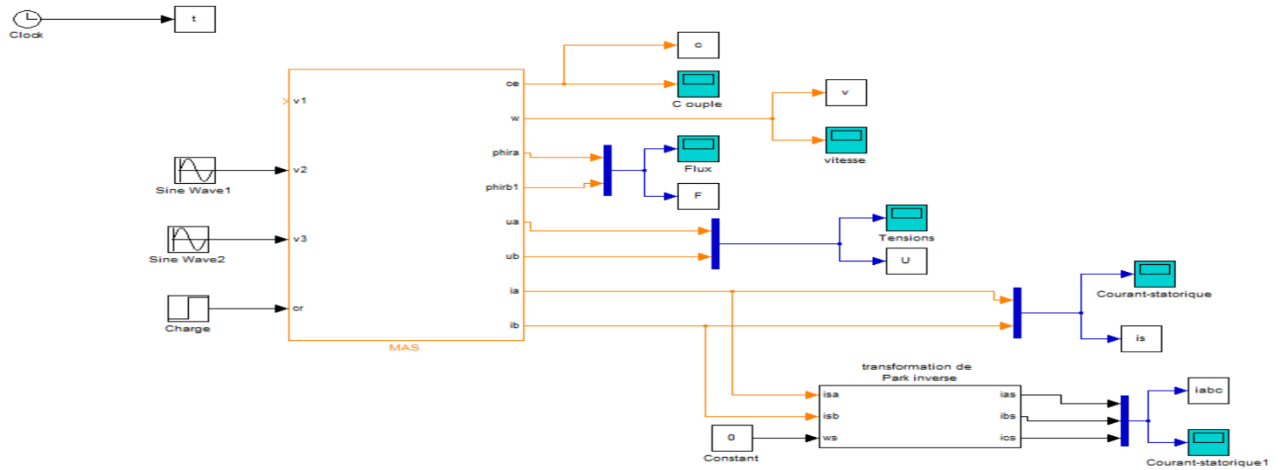 t
Clock
c
C ouple
v1
ce
v
w
vitesse
phira
Flux
v2
Sine Wave1
phirb1
F
ua
Tensions
v3
Sine Wave2
ub
U
ia
Courant-statorique
cr
Charge
ib
is
MAS
transformation de
Park inverse
isa
ias
iabc
isb
ibs
0
ws
ics
Constant
Courant-statorique1